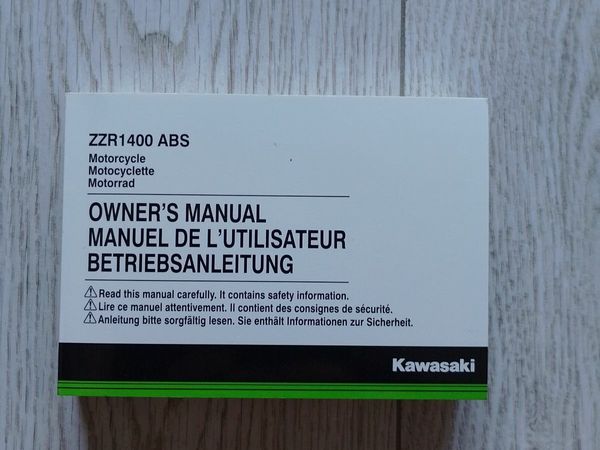 ZZR1400 ABS
Motorcycle
Motocyclette
Motorrad
OWNER'S MANUAL
MANUEL DE L'UTILISATEUR
BETRIEBSANLEITUNG
Read this manual carefully. It contains safety information.
Lire ce manuel attentivement. Il contient des consignes de sécurité.
Anleitung bitte sorgfältig lesen. Sie enthält Informationen zur Sicherheit.
Kawasaki